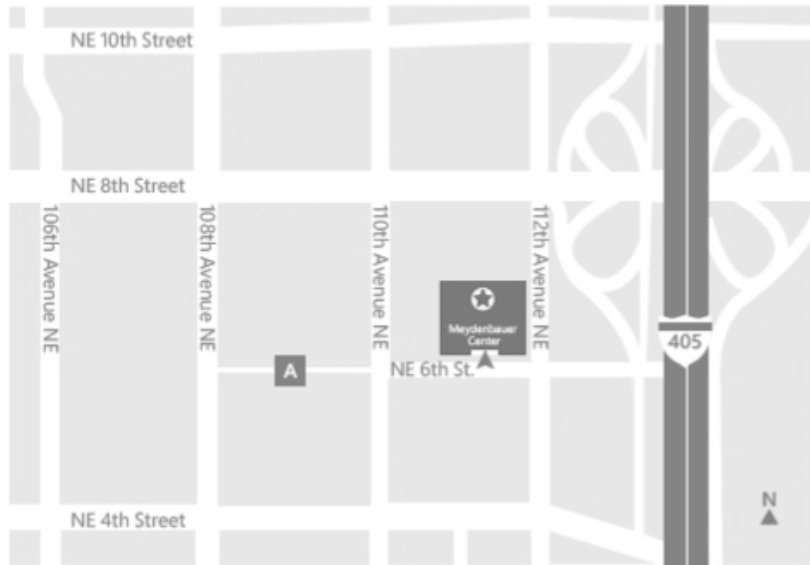 NE 10th Street
NE 8th Street
106th Avenue NE
108th Avenue NE
110th Avenue NE
112th Avenue NE
Meydenbauer
Center
405
A
NE 6th St.
N
NE 4th Street